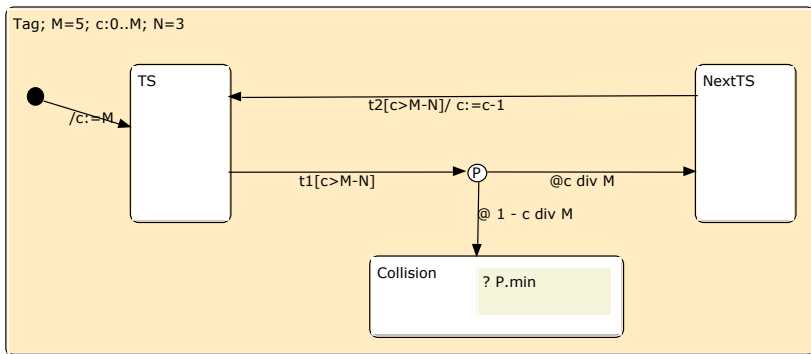 Tag; M=5; c:0..M; N=3
TS
NextTS
t2[c>M-N]/ c:=c-1
/c:=M
t1[c>M-N]
P
@c div M
@ 1 - c div M
Collision
? P.min